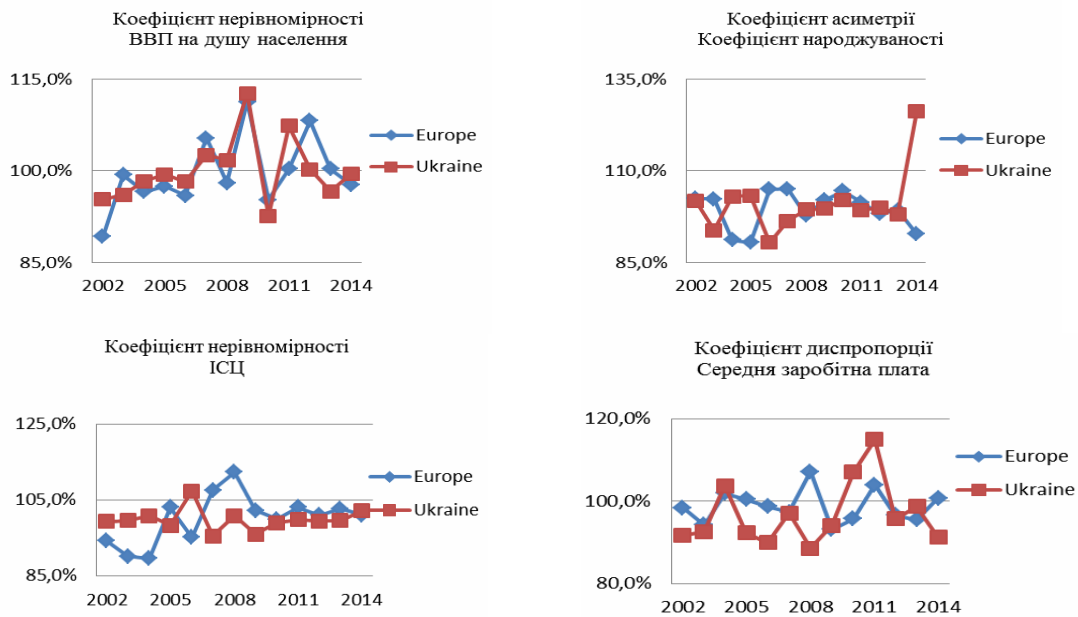 Коефіцієнт нерівномірності
ВВП на душу населення
115,0%
100,0%
85,0%
2002 2005 2008 2011 2014
Europe
Ukraine
Коефіцієнт асиметрії
Коефіцієнт народжуваності
135,0%
110,0%
85,0%
2002 2005 2008 2011 2014
Europe
Ukraine
Коефіцієнт нерівномірності
ІСЦ
125,0%
105,0%
85,0%
2002 2005 2008 2011 2014
Europe
Ukraine
Коефіцієнт диспропорції
Середня заробітна плата
120,0%
100,0%
80,0%
2002 2005 2008 2011 2014
Europe
Ukraine